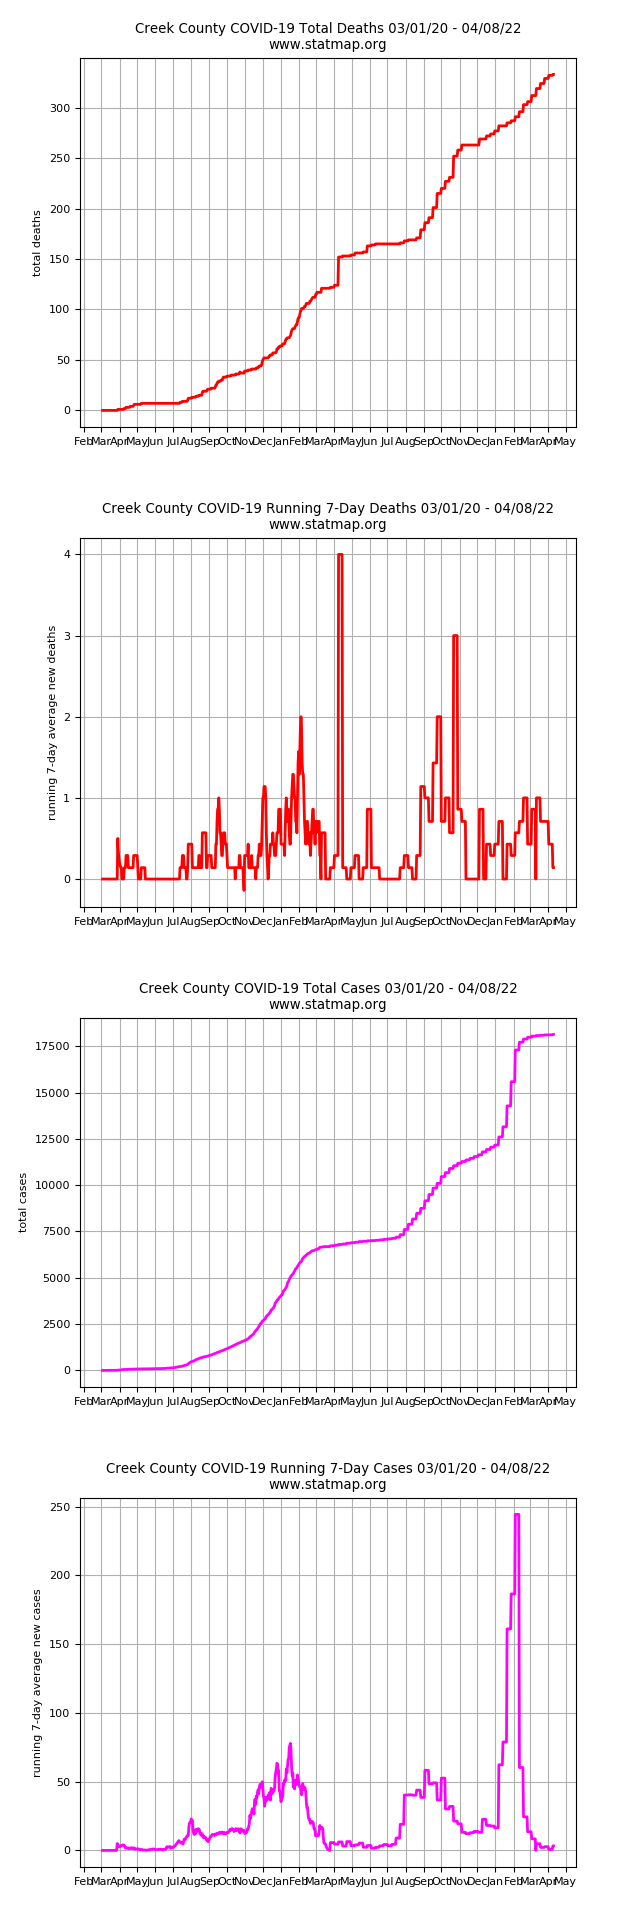 Creek County COVID-19 Total Deaths 03/01/20 - 04/08/22
www.statmap.org
total deaths
300
250
200
150
100
50
0
Feb Mar Apr May Jun Jul Aug Sep Oct Nov Dec Jan Feb Mar Apr May Jun Jul Aug Sep Oct Nov Dec Jan Feb Mar Apr May
Creek County COVID-19 Running 7-Day Deaths 03/01/20 - 04/08/22
www.statmap.org
running 7-day average new deaths
4
3
2
1
0
Feb Mar Apr May Jun Jul Aug Sep Oct Nov Dec Jan Feb Mar Apr May Jun Jul Aug Sep Oct Nov Dec Jan Feb Mar Apr May
Creek County COVID-19 Total Cases 03/01/20 - 04/08/22
www.statmap.org
total cases
17500
15000
12500
10000
7500
5000
2500
0
Feb Mar Apr May Jun Jul Aug Sep Oct Nov Dec Jan Feb Mar Apr May Jun Jul Aug Sep Oct Nov Dec Jan Feb Mar Apr May
Creek County COVID-19 Running 7-Day Cases 03/01/20 - 04/08/22
www.statmap.org
running 7-day average new cases
250
200
150
100
50
0
Feb Mar Apr May Jun Jul Aug Sep Oct Nov Dec Jan Feb Mar Apr May Jun Jul Aug Sep Oct Nov Dec Jan Feb Mar Apr May